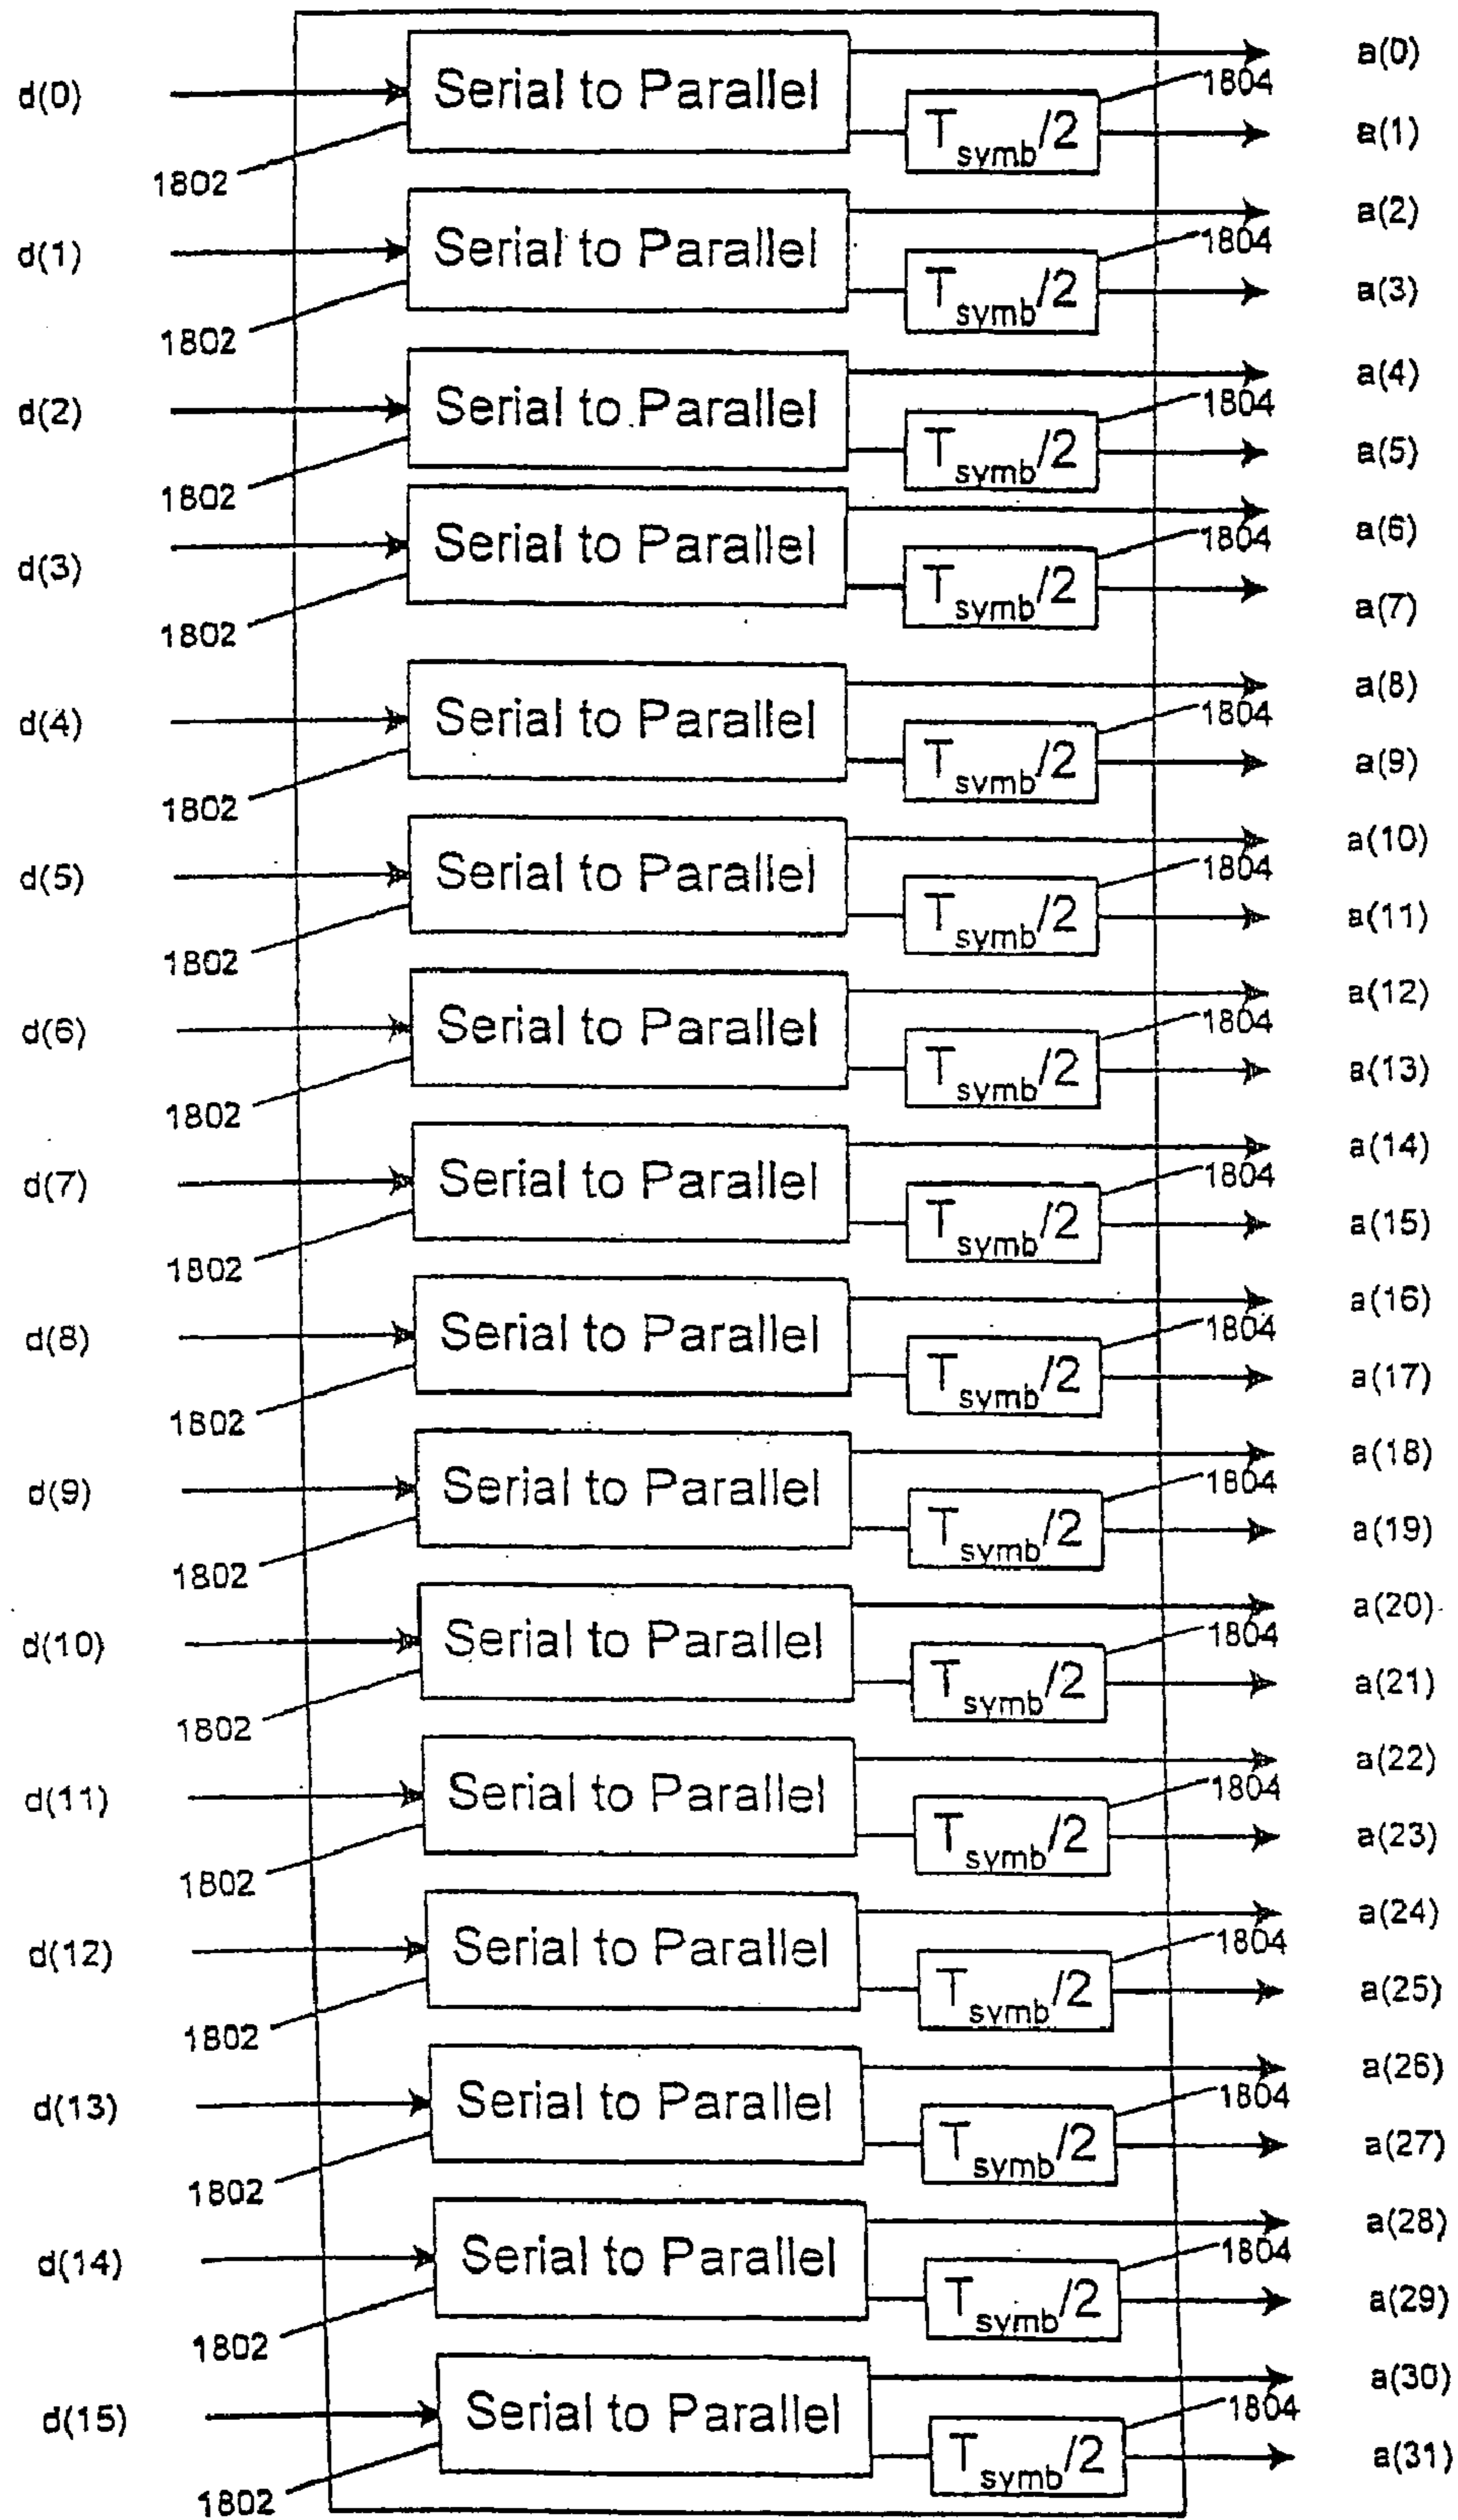 a(0)
d(0) Serial to Parallel 1804
T symb/2 a(1)
1802
a(2)
d(1) Serial to Parallel 1804
T symb/2 a(3)
1802
a(4)
d(2) Serial to Parallel 1804
T symb/2 a(5)
1802
a(6)
d(3) Serial to Parallel 1804
T symb/2 a(7)
1802
a(8)
d(4) Serial to Parallel 1804
T symb/2 a(9)
1802
a(10)
d(5) Serial to Parallel 1804
T symb/2 a(11)
1802
a(12)
d(6) Serial to Parallel 1804
T symb/2 a(13)
1802
a(14)
d(7) Serial to Parallel 1804
T symb/2 a(15)
1802
a(16)
d(8) Serial to Parallel 1804
T symb/2 a(17)
1802
a(18)
d(9) Serial to Parallel 1804
T symb/2 a(19)
1802
a(20)
d(10) Serial to Parallel 1804
T symb/2 a(21)
1802
a(22)
d(11) Serial to Parallel 1804
T symb/2 a(23)
1802
a(24)
d(12) Serial to Parallel 1804
T symb/2 a(25)
1802
a(26)
d(13) Serial to Parallel 1804
T symb/2 a(27)
1802
a(28)
d(14) Serial to Parallel 1804
T symb/2 a(29)
1802
a(30)
d(15) Serial to Parallel 1804
T symb/2 a(31)
1802